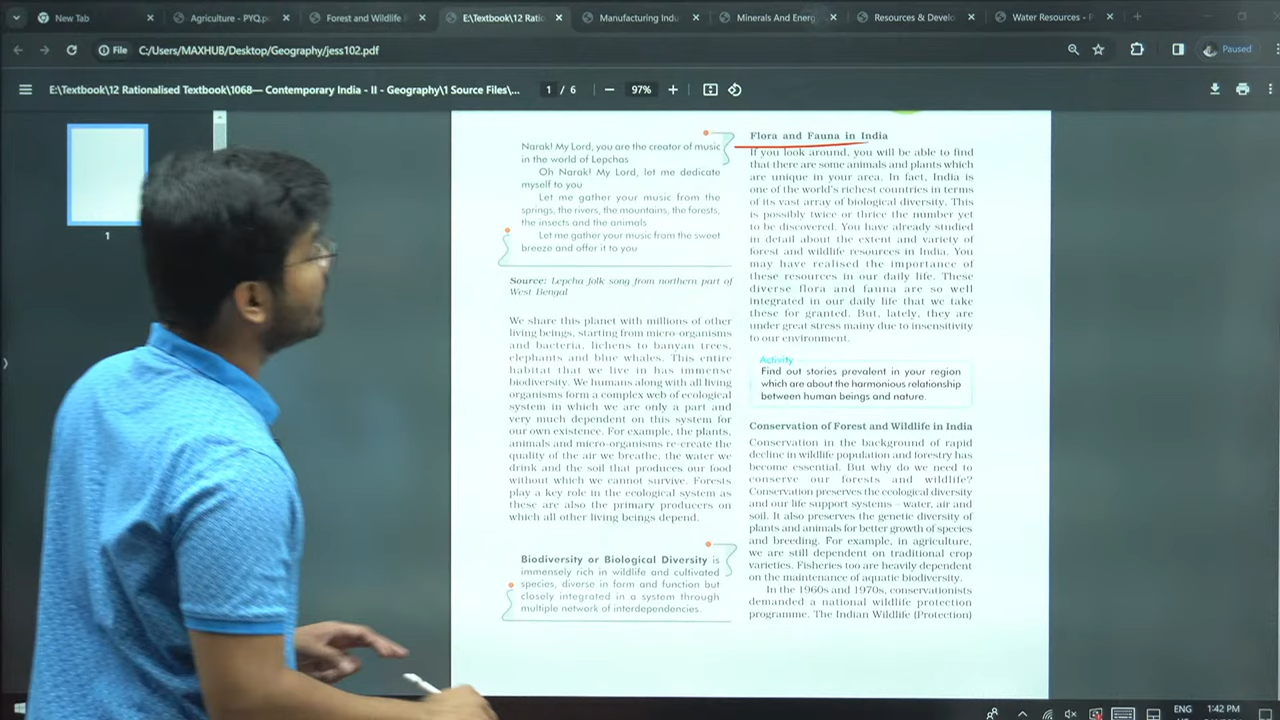 New Tab
Agriculture - PYQ.p
Forest and Wildlife
E:\Textbook\12 Ratio
Manufacturing Indu
Minerals And Energ
Resources & Develo
Water Resources - P
File C:/Users/MAXHUB/Desktop/Geography/jess102.pdf
Paused
E:\Textbook\12 Rationalised Textbook\1068— Contemporary India - II - Geography\1 Source Files\...
1 / 6
97%
1
Narak! My Lord, you are the creator of music
in the world of Lepchas
Oh Narak! My Lord, let me dedicate
myself to you
Let me gather your music from the
springs, the rivers, the mountains, the forests,
the insects and the animals
Let me gather your music from the sweet
breeze and offer it to you
Source: Lepcha folk song from northern part of
West Bengal
We share this planet with millions of other
living beings, starting from micro-organisms
and bacteria, lichens to banyan trees,
elephants and blue whales. This entire
habitat that we live in has immense
biodiversity. We humans along with all living
organisms form a complex web of ecological
system in which we are only a part and
very much dependent on this system for
our own existence. For example, the plants,
animals and micro-organisms re-create the
quality of the air we breathe, the water we
drink and the soil that produces our food
without which we cannot survive. Forests
play a key role in the ecological system as
these are also the primary producers on
which all other living beings depend.
Biodiversity or Biological Diversity is
immensely rich in wildlife and cultivated
species, diverse in form and function but
closely integrated in a system through
multiple network of interdependencies.
Flora and Fauna in India
If you look around, you will be able to find
that there are some animals and plants which
are unique in your area. In fact, India is
one of the world's richest countries in terms
of its vast array of biological diversity. This
is possibly twice or thrice the number yet
to be discovered. You have already studied
in detail about the extent and variety of
forest and wildlife resources in India. You
may have realised the importance of
these resources in our daily life. These
diverse flora and fauna are so well
integrated in our daily life that we take
these for granted. But, lately, they are
under great stress mainy due to insensitivity
to our environment.
Activity
Find out stories prevalent in your region
which are about the harmonious relationship
between human beings and nature.
Conservation of Forest and Wildlife in India
Conservation in the background of rapid
decline in wildlife population and forestry has
become essential. But why do we need to
conserve our forests and wildlife?
Conservation preserves the ecological diversity
and our life support systems – water, air and
soil. It also preserves the genetic diversity of
plants and animals for better growth of species
and breeding. For example, in agriculture,
we are still dependent on traditional crop
varieties. Fisheries too are heavily dependent
on the maintenance of aquatic biodiversity.
In the 1960s and 1970s, conservationists
demanded a national wildlife protection
programme. The Indian Wildlife (Protection)
ENG
1:42 PM